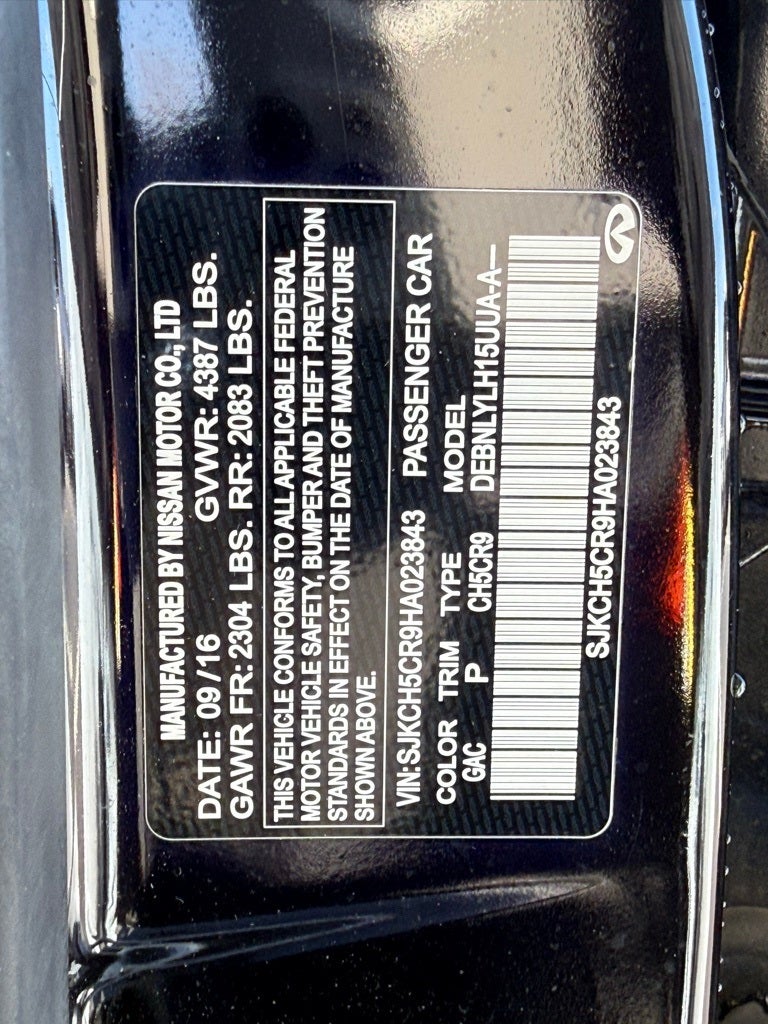 MANUFACTURED BY NISSAN MOTOR CO., LTD
DATE: 09 / 16 GVWR: 4387 LBS.
GAWR FR: 2304 LBS. RR: 2083 LBS.
THIS VEHICLE CONFORMS TO ALL APPLICABLE FEDERAL
MOTOR VEHICLE SAFETY, BUMPER AND THEFT PREVENTION
STANDARDS IN EFFECT ON THE DATE OF MANUFACTURE
SHOWN ABOVE.
VIN: SJKCH5CR9HA023843 PASSENGER CAR
COLOR TRIM TYPE MODEL
GAC P CH5CR9 DEBNLYLH15UUA-A—
SJKCH5CR9HA023843